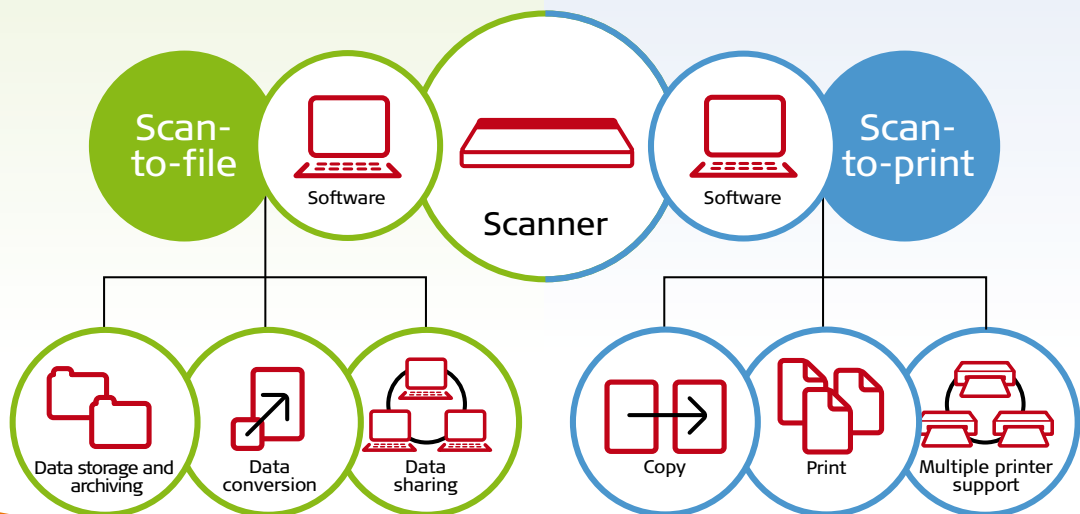 Scan-
to-file
Software
Scanner
Software
Scan-
to-print
Data storage and
archiving
Data
conversion
Data
sharing
Copy
Print
Multiple printer
support